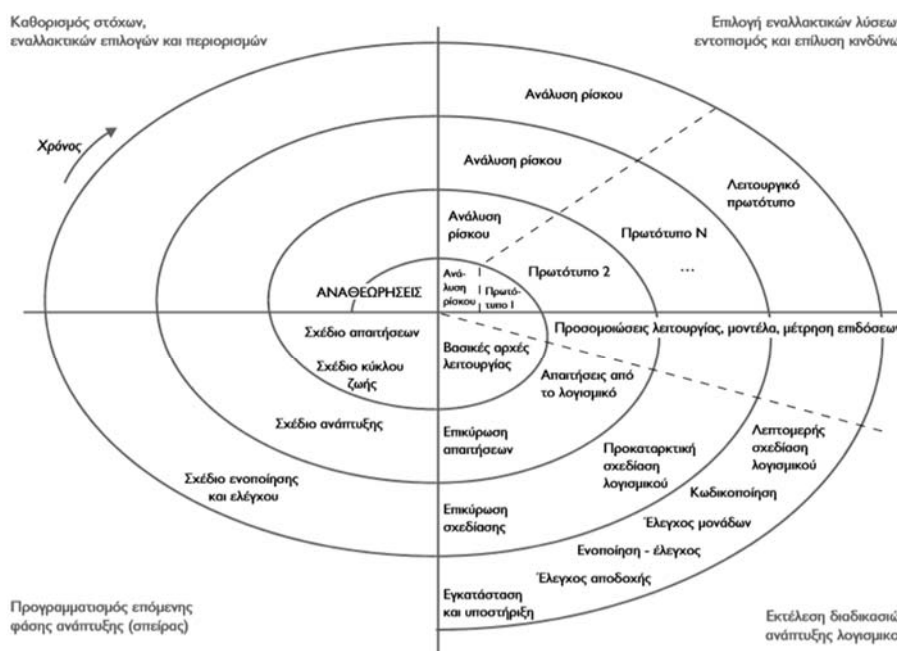 Καθορισμός στόχων,
εναλλακτικών επιλογών και περιορισμών
Επιλογή εναλλακτικών λύσεω
εντοπισμός και επίλυση κινδύνω
Χρόνος
Ανάλυση ρίσκου
Ανάλυση ρίσκου
Λειτουργικό
πρωτότυπο
Ανάλυση
ρίσκου
Πρωτότυπο Ν
...
Πρωτότυπο 2
Ανά-
λυση
ρίσκου
Πρωτό-
τυπο 1
ΑΝΑΘΕΩΡΗΣΕΙΣ
Σχέδιο απαιτήσεων
Προσομοιώσεις λειτουργίας, μοντέλα, μέτρηση επιδόσεων
Βασικές αρχές
λειτουργίας
Σχέδιο κύκλου
ζωής
Απαιτήσεις από
το λογισμικό
Σχέδιο ανάπτυξης
Επικύρωση
απαιτήσεων
Προκαταρκτική
σχεδίαση
λογισμικού
Λεπτομερής
σχεδίαση
λογισμικού
Σχέδιο ενοποίησης
και ελέγχου
Κωδικοποίηση
Επικύρωση
σχεδίασης
Έλεγχος μονάδων
Ενοποίηση - έλεγχος
Έλεγχος αποδοχής
Εγκατάσταση
και υποστήριξη
Προγραμματισμός επόμενης
φάσης ανάπτυξης (σπείρας)
Εκτέλεση διαδικασιώ
ανάπτυξης λογισμικο